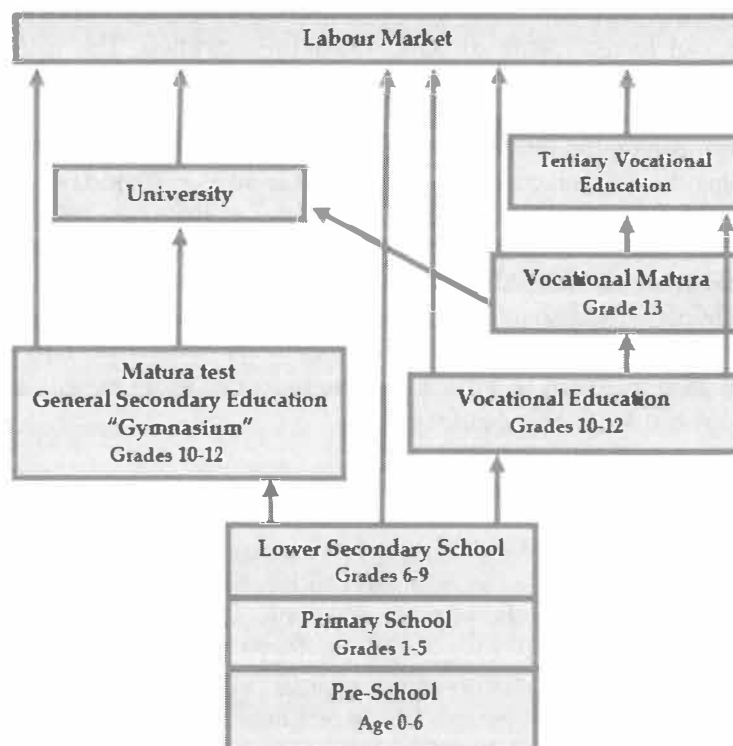 Labour Market
University
Tertiary Vocational
Education
Vocational Matura
Grade 13
Matura test
General Secondary Education
"Gymnasium"
Grades 10-12
Vocational Education
Grades 10-12
Lower Secondary School
Grades 6-9
Primary School
Grades 1-5
Pre-School
Age 0-6